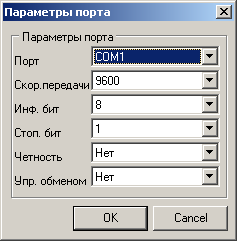 Параметры порта
Параметры порта
Порт COM1
Скор.передачи 9600
Инф. бит 8
Стоп. бит 1
Четность Нет
Упр. обменом Нет
OK Cancel